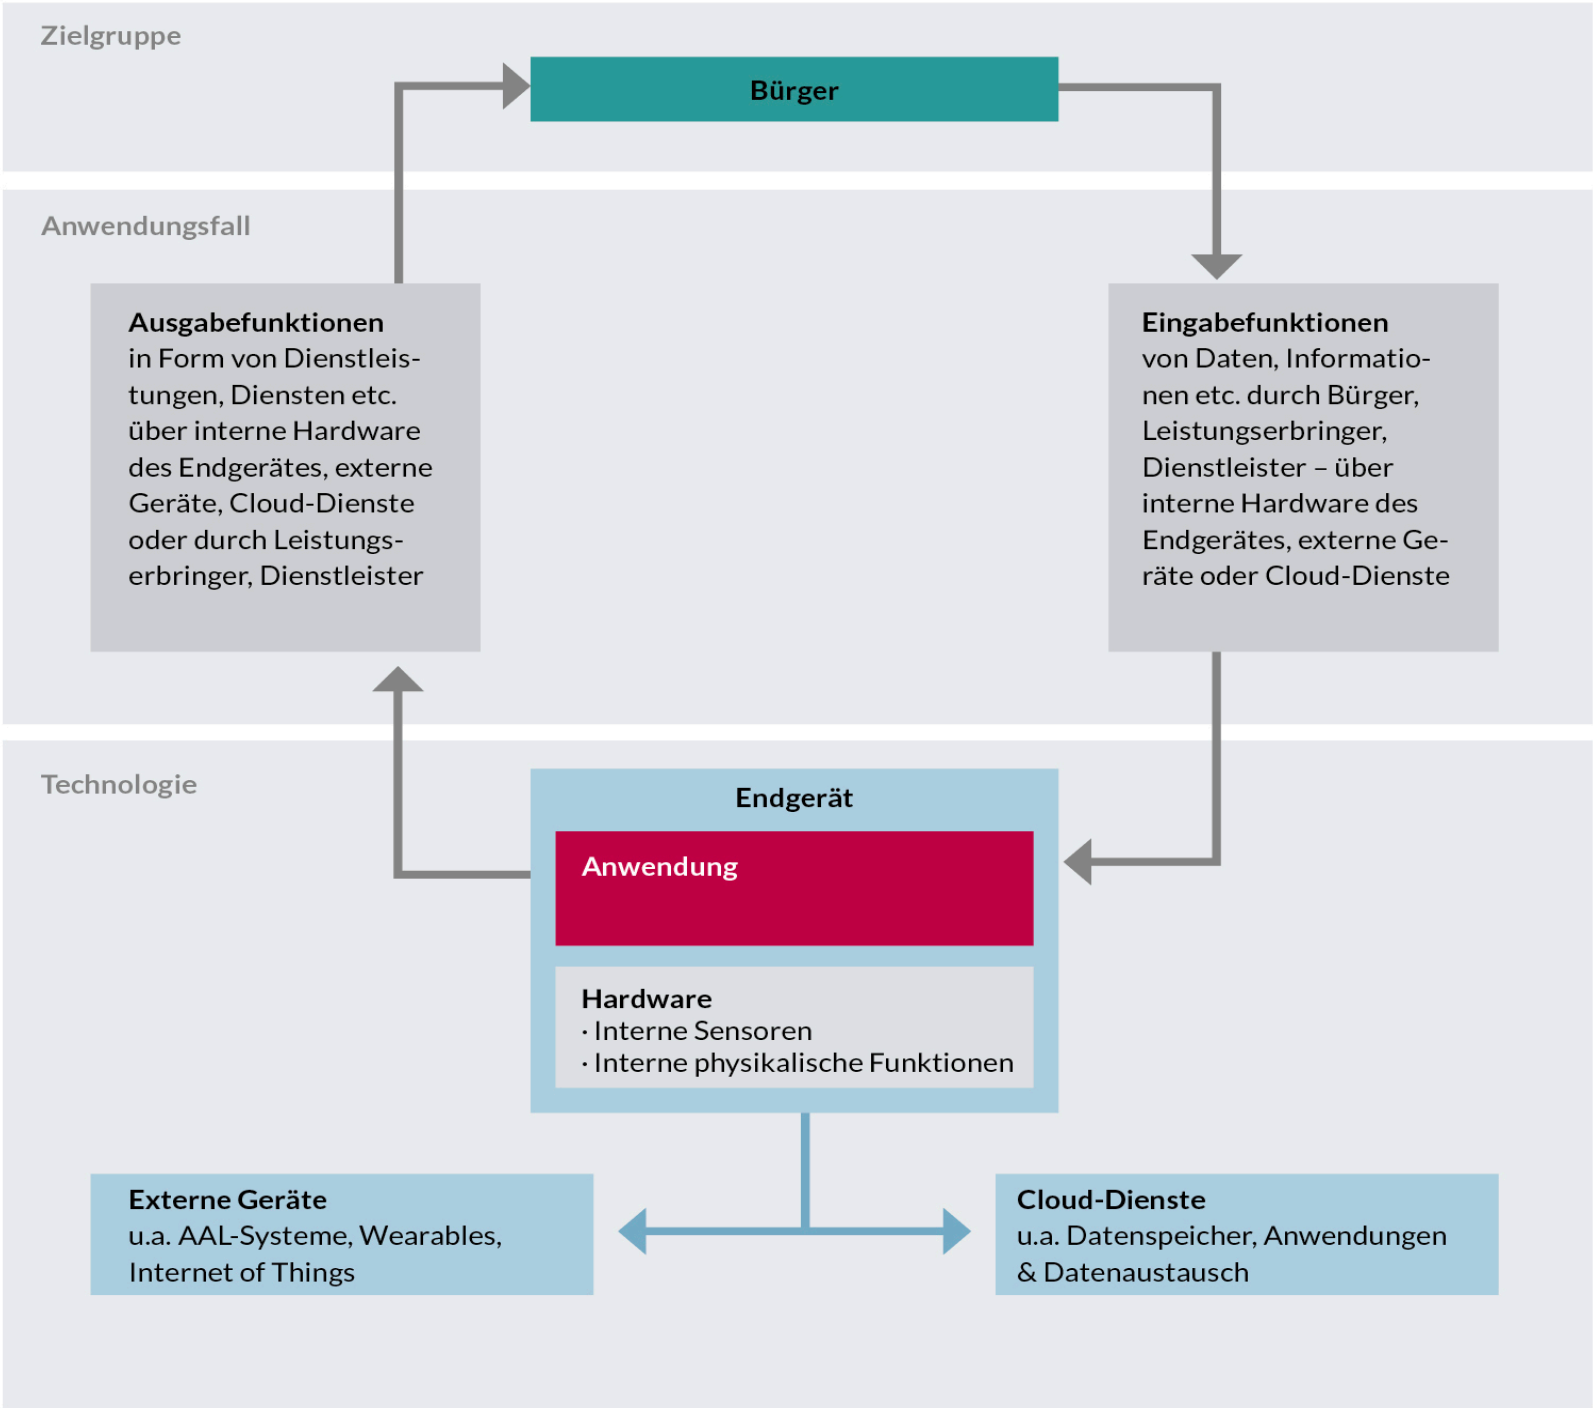 Zielgruppe
Bürger
Anwendungsfall
Ausgabefunktionen
in Form von Dienstleis-
tungen, Diensten etc.
über interne Hardware
des Endgerätes, externe
Geräte, Cloud-Dienste
oder durch Leistungs-
erbringer, Dienstleister
Eingabefunktionen
von Daten, Informatio-
nen etc. durch Bürger,
Leistungserbringer,
Dienstleister – über
interne Hardware des
Endgerätes, externe Ge-
räte oder Cloud-Dienste
Technologie
Endgerät
Anwendung
Hardware
· Interne Sensoren
· Interne physikalische Funktionen
Externe Geräte
u.a. AAL-Systeme, Wearables,
Internet of Things
Cloud-Dienste
u.a. Datenspeicher, Anwendungen
& Datenaustausch